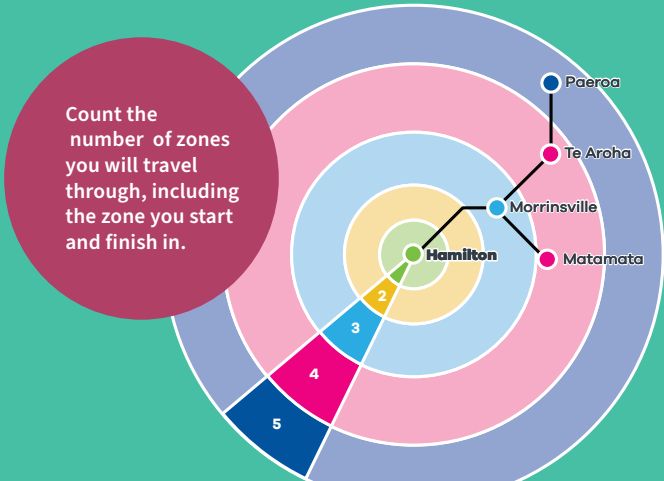 Count the
number of zones
you will travel
through, including
the zone you start
and finish in.
Paeroa
Te Aroha
Morrinsville
Hamilton
Matamata
2
3
4
5